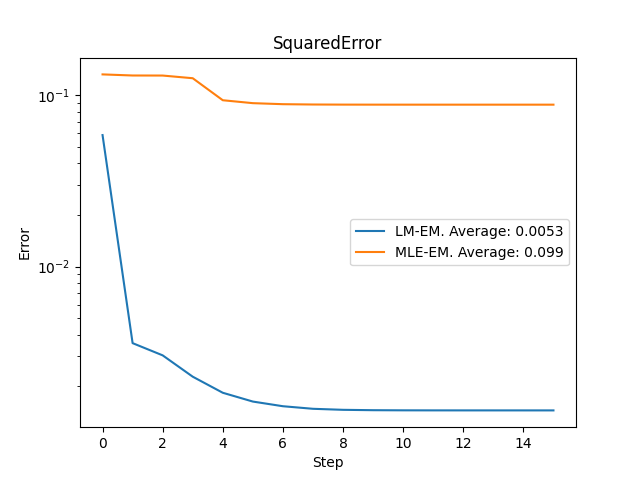 SquaredError
10⁻¹
10⁻²
Error
LM-EM. Average: 0.0053
MLE-EM. Average: 0.099
0 2 4 6 8 10 12 14
Step